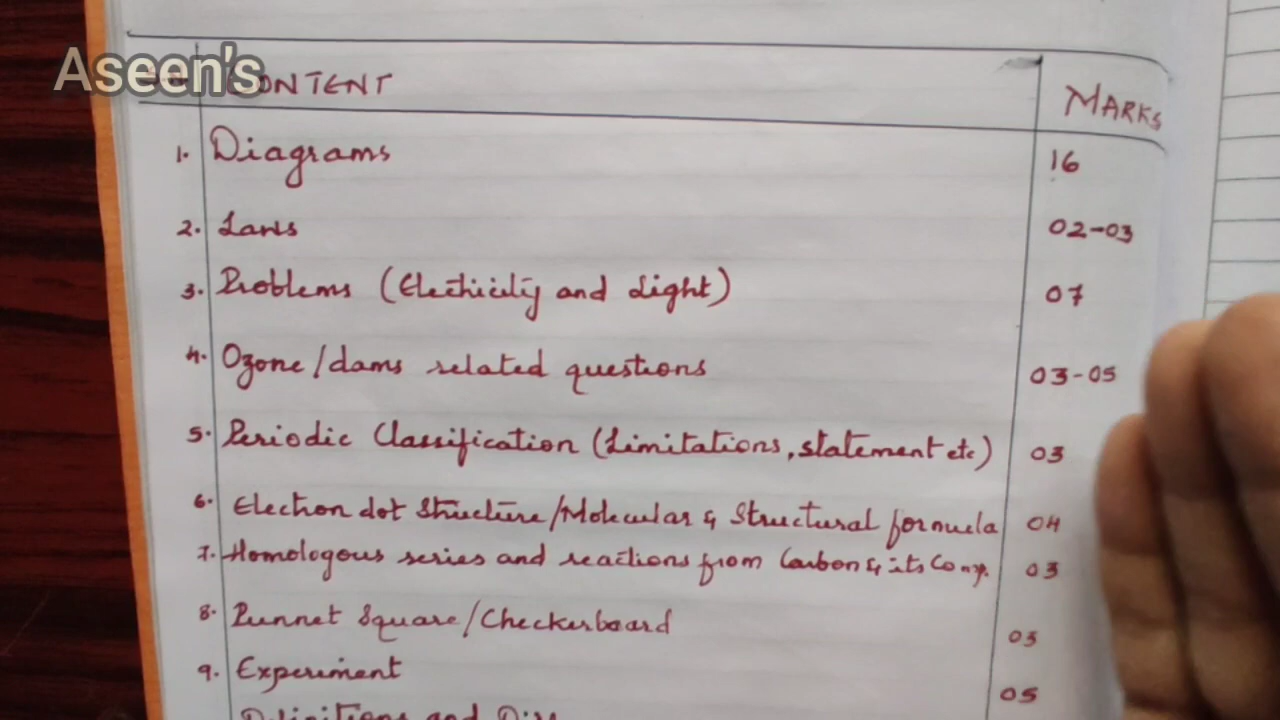 Aseen's
CONTENT MARKS
1. Diagrams 16
2. Laws 02-03
3. Problems (Electricity and Light) 07
4. Ozone/dams related questions 03-05
5. Periodic Classification (Limitations, statement etc) 03
6. Electron dot structure/Molecular & Structural formula 04
7. Homologous series and reactions from Carbon & its Comp. 03
8. Punnet Square/Checkerboard 03
9. Experiment 05
Definitions and